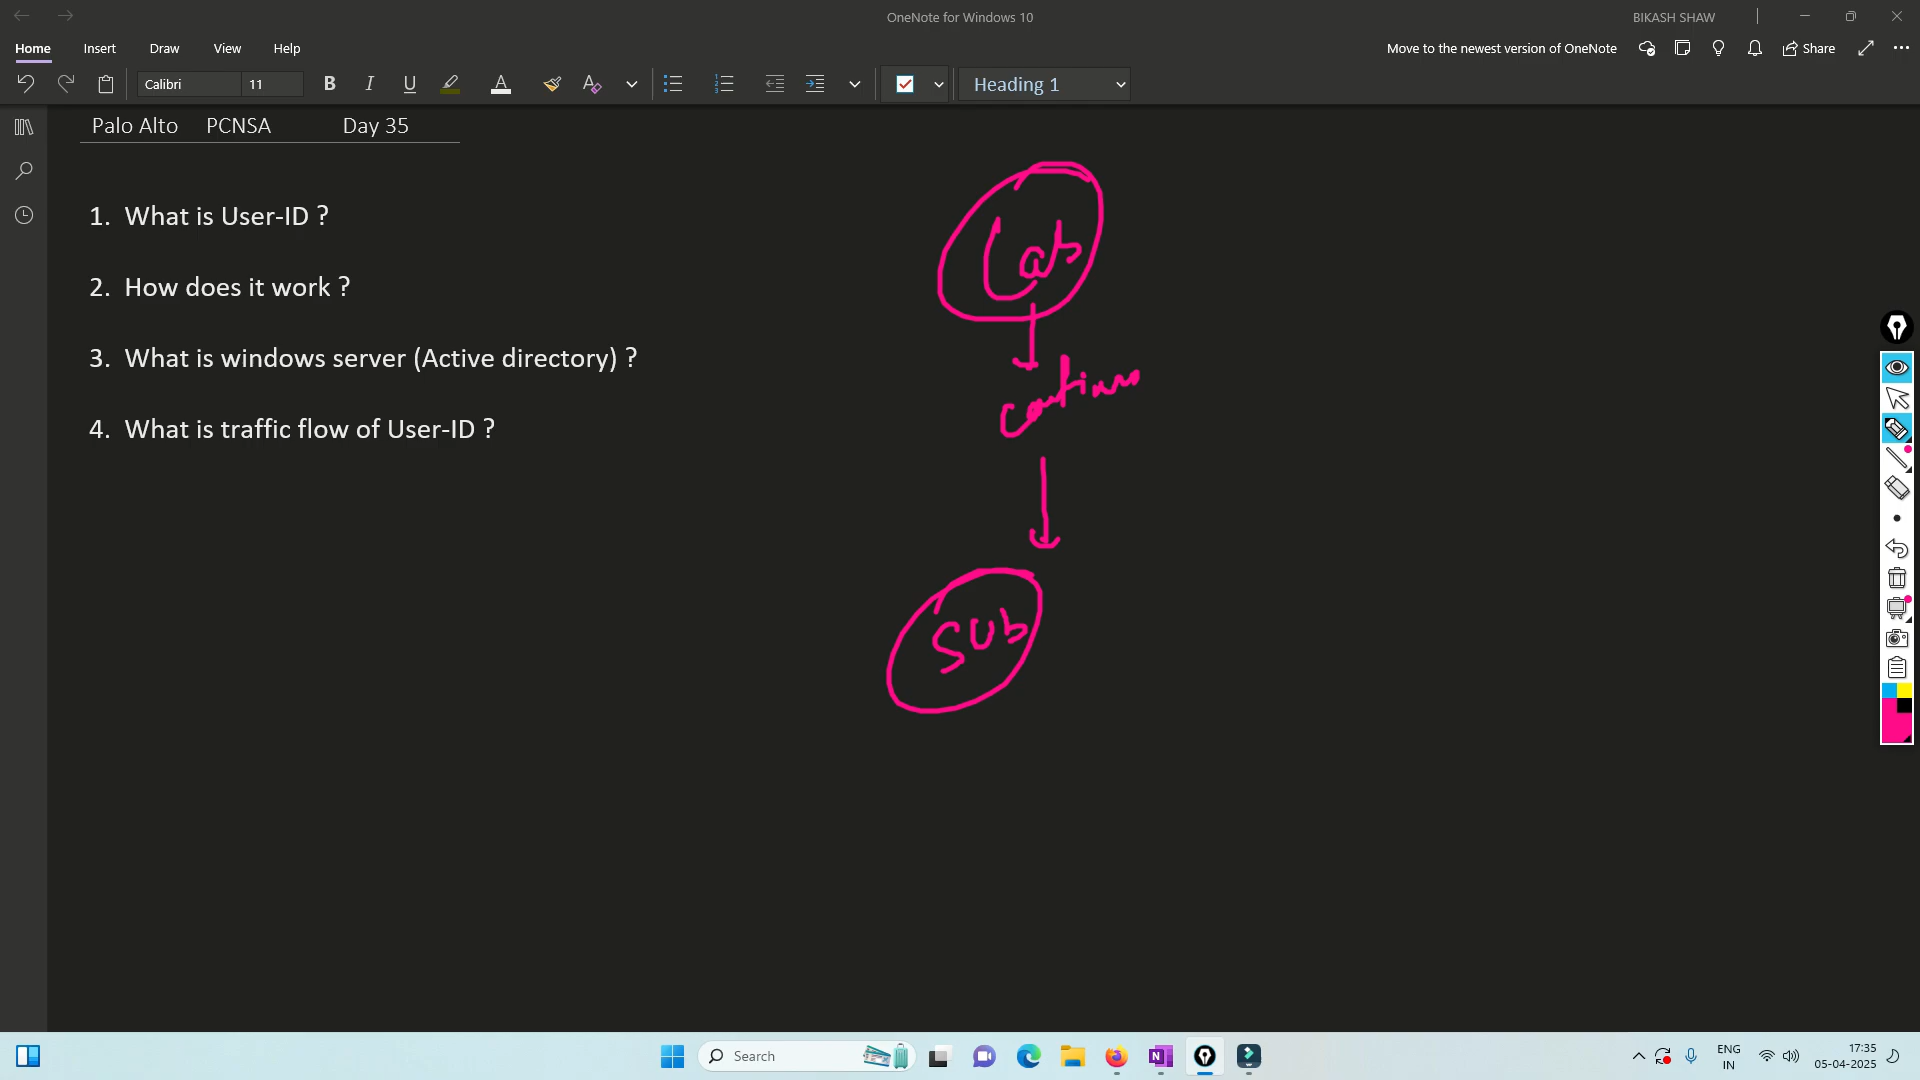 OneNote for Windows 10
BIKASH SHAW
Home Insert Draw View Help
Move to the newest version of OneNote
Share
Calibri 11 B I U A A Heading 1
Palo Alto PCNSA Day 35
1. What is User-ID ?
2. How does it work ?
3. What is windows server (Active directory) ?
4. What is traffic flow of User-ID ?
Lab
SUb
Search
N
ENG
IN
17:35
05-04-2025